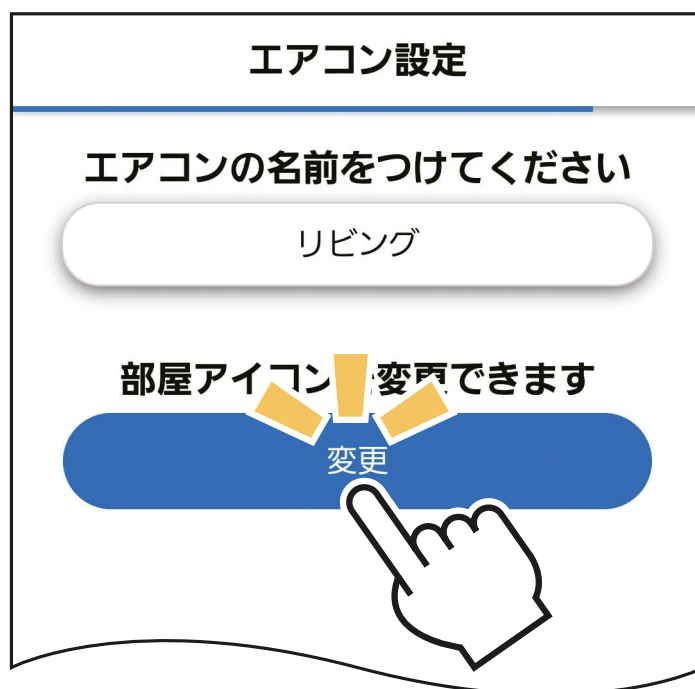 エアコン設定
エアコンの名前をつけてください
リビング
部屋アイコン 変更できます
変更